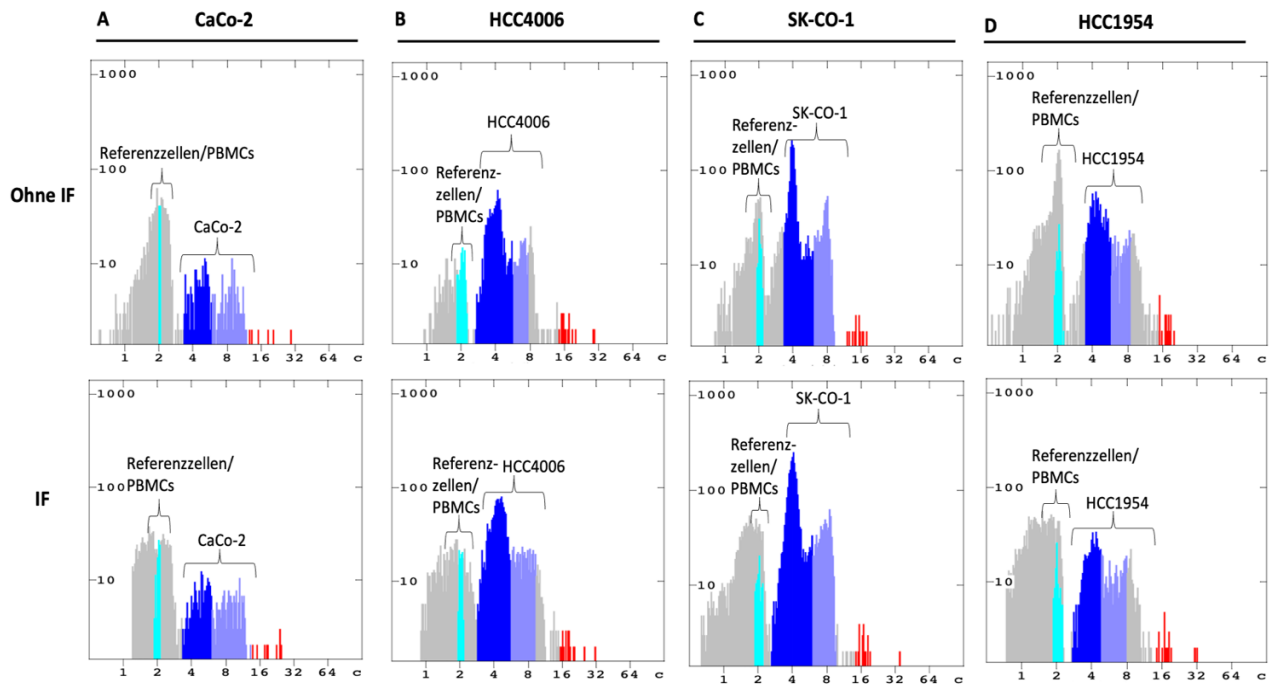 A CaCo-2
B HCC4006
C SK-CO-1
D HCC1954
Ohne IF
1000
100
10
Referenzzellen/PBMCs
CaCo-2
1 2 4 8 16 32 64 c
1000
100
10
HCC4006
Referenz-
zellen/
PBMCs
1 2 4 8 16 32 64 c
1000
100
10
SK-CO-1
Referenz-
zellen/
PBMCs
1 2 4 8 16 32 64 c
1000
100
10
Referenzzellen/
PBMCs
HCC1954
1 2 4 8 16 32 64 c
IF
1000
100
10
Referenzzellen/
PBMCs
CaCo-2
1 2 4 8 16 32 64 c
1000
100
10
Referenz-
zellen/
PBMCs
HCC4006
1 2 4 8 16 32 64 c
1000
100
10
SK-CO-1
Referenz-
zellen/
PBMCs
1 2 4 8 16 32 64 c
1000
100
10
Referenzzellen/
PBMCs
HCC1954
1 2 4 8 16 32 64 c